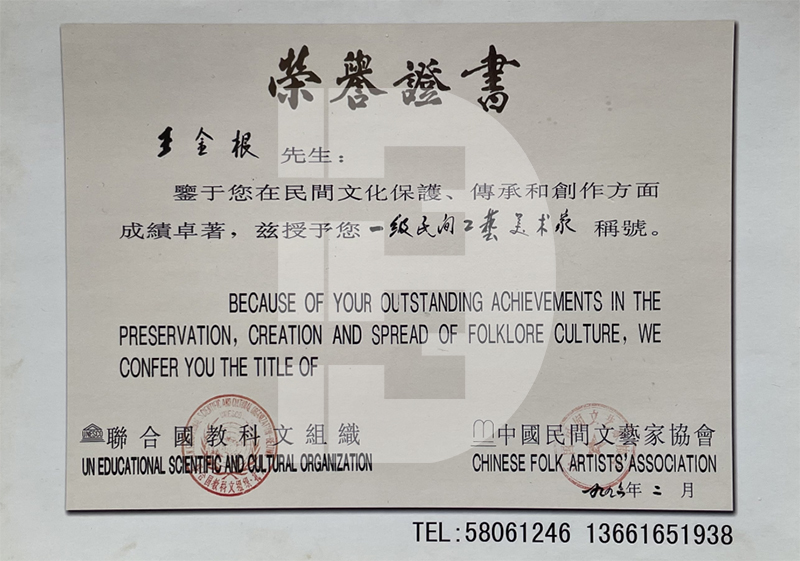 榮譽證書
王金根 先生：
鑒于您在民間文化保護、傳承和創作方面
成績卓著，兹授予您 一级民间工藝美术家 稱號。
BECAUSE OF YOUR OUTSTANDING ACHIEVEMENTS IN THE
PRESERVATION, CREATION AND SPREAD OF FOLKLORE CULTURE, WE
CONFER YOU THE TITLE OF
聯合國教科文組織
UN EDUCATIONAL SCIENTIFIC AND CULTURAL ORGANIZATION
中國民間文藝家協會
CHINESE FOLK ARTISTS'ASSOCIATION
年 二 月
TEL:58061246 13661651938